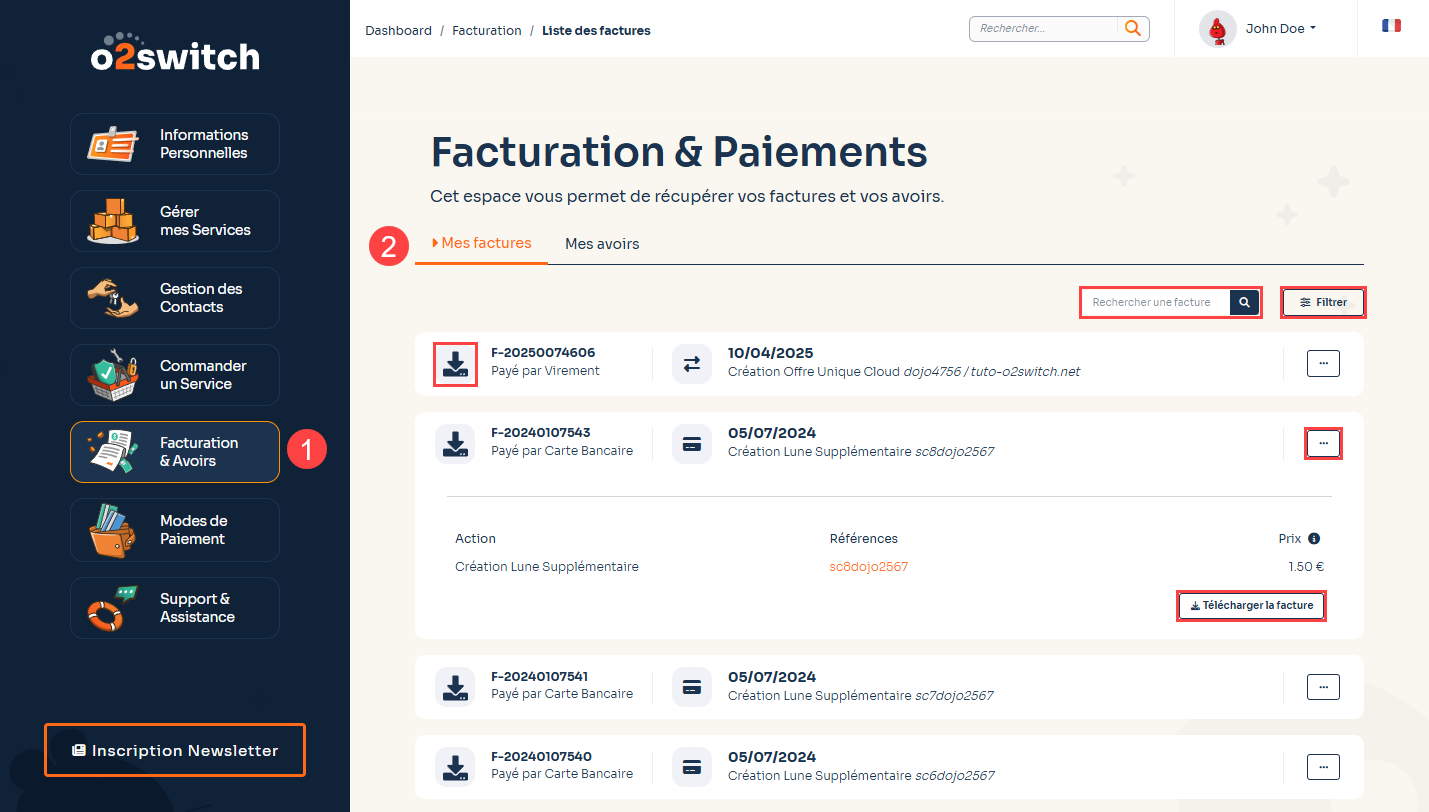 o2switch
Informations
Personnelles
Gérer
mes Services
Gestion des
Contacts
Commander
un Service
Facturation
& Avoirs
1
Modes de
Paiement
Support &
Assistance
Inscription Newsletter
Dashboard / Facturation / Liste des factures
Rechercher...
John Doe
Facturation & Paiements
Cet espace vous permet de récupérer vos factures et vos avoirs.
2
Mes factures
Mes avoirs
Rechercher une facture
Filtrer
F-20250074606
Payé par Virement
10/04/2025
Création Offre Unique Cloud dojo4756 / tuto-o2switch.net
...
F-20240107543
Payé par Carte Bancaire
05/07/2024
Création Lune Supplémentaire sc8dojo2567
...
Action Références Prix
Création Lune Supplémentaire sc8dojo2567 1.50 €
Télécharger la facture
F-20240107541
Payé par Carte Bancaire
05/07/2024
Création Lune Supplémentaire sc7dojo2567
...
F-20240107540
Payé par Carte Bancaire
05/07/2024
Création Lune Supplémentaire sc6dojo2567
...